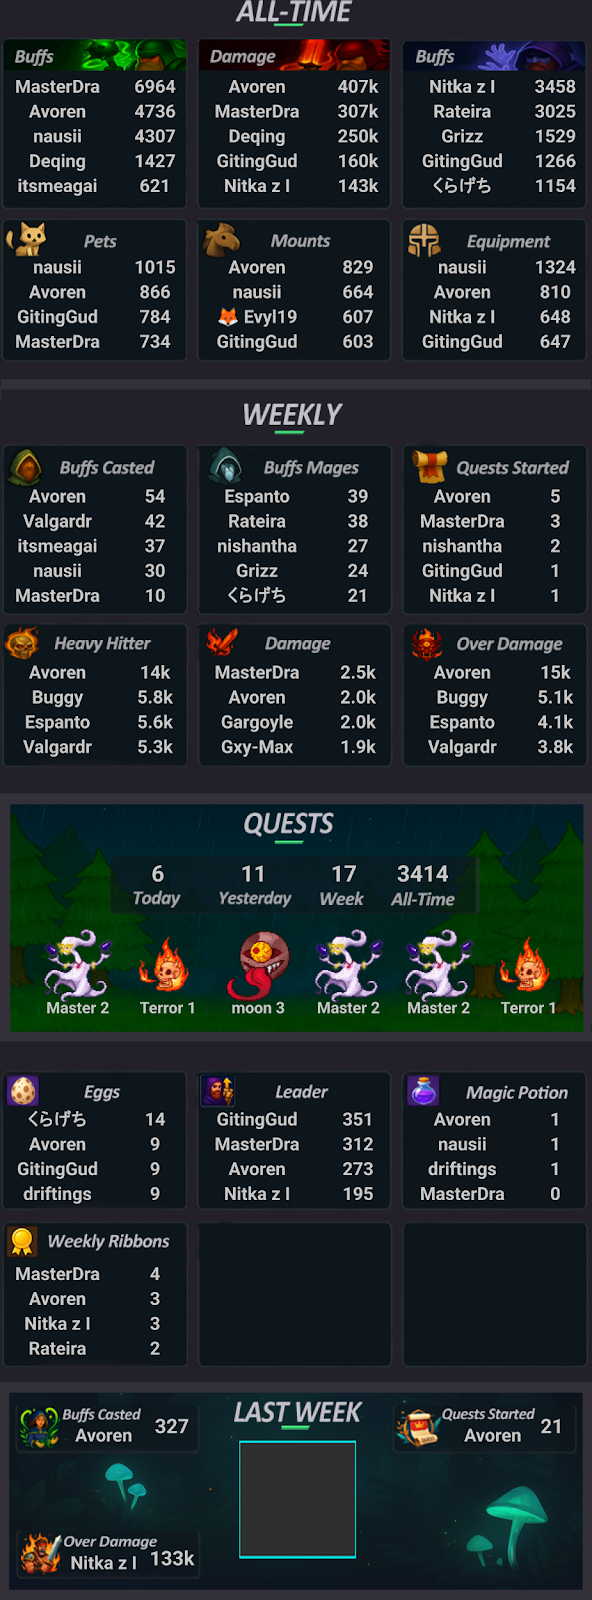 ALL-TIME
Buffs
MasterDra 6964
Avoren 4736
nausii 4307
Deqing 1427
itsmeagai 621
Damage
Avoren 407k
MasterDra 307k
Deqing 250k
GitingGud 160k
Nitka z I 143k
Buffs
Nitka z I 3458
Rateira 3025
Grizz 1529
GitingGud 1266
くらげち 1154
Pets
nausii 1015
Avoren 866
GitingGud 784
MasterDra 734
Mounts
Avoren 829
nausii 664
🦊 Evyl19 607
GitingGud 603
Equipment
nausii 1324
Avoren 810
Nitka z I 648
GitingGud 647
WEEKLY
Buffs Casted
Avoren 54
Valgardr 42
itsmeagai 37
nausii 30
MasterDra 10
Buffs Mages
Espanto 39
Rateira 38
nishantha 27
Grizz 24
くらげち 21
Quests Started
Avoren 5
MasterDra 3
nishantha 2
GitingGud 1
Nitka z I 1
Heavy Hitter
Avoren 14k
Buggy 5.8k
Espanto 5.6k
Valgardr 5.3k
Damage
MasterDra 2.5k
Avoren 2.0k
Gargoyle 2.0k
Gxy-Max 1.9k
Over Damage
Avoren 15k
Buggy 5.1k
Espanto 4.1k
Valgardr 3.8k
QUESTS
6 11 17 3414
Today Yesterday Week All-Time
Master 2 Terror 1 moon 3 Master 2 Master 2 Terror 1
Eggs
くらげち 14
Avoren 9
GitingGud 9
driftings 9
Leader
GitingGud 351
MasterDra 312
Avoren 273
Nitka z I 195
Magic Potion
Avoren 1
nausii 1
driftings 1
MasterDra 0
Weekly Ribbons
MasterDra 4
Avoren 3
Nitka z I 3
Rateira 2
LAST WEEK
Buffs Casted
Avoren 327
Quests Started
Avoren 21
Over Damage
Nitka z I 133k